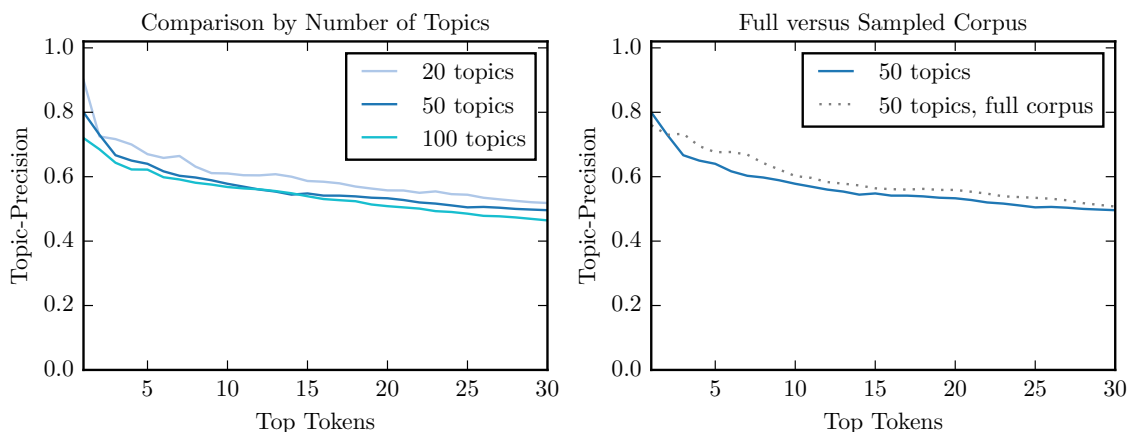 Comparison by Number of Topics
1.0
0.8
0.6
0.4
0.2
0.0
Topic-Precision
20 topics
50 topics
100 topics
5 10 15 20 25 30
Top Tokens
Full versus Sampled Corpus
1.0
0.8
0.6
0.4
0.2
0.0
Topic-Precision
50 topics
50 topics, full corpus
5 10 15 20 25 30
Top Tokens